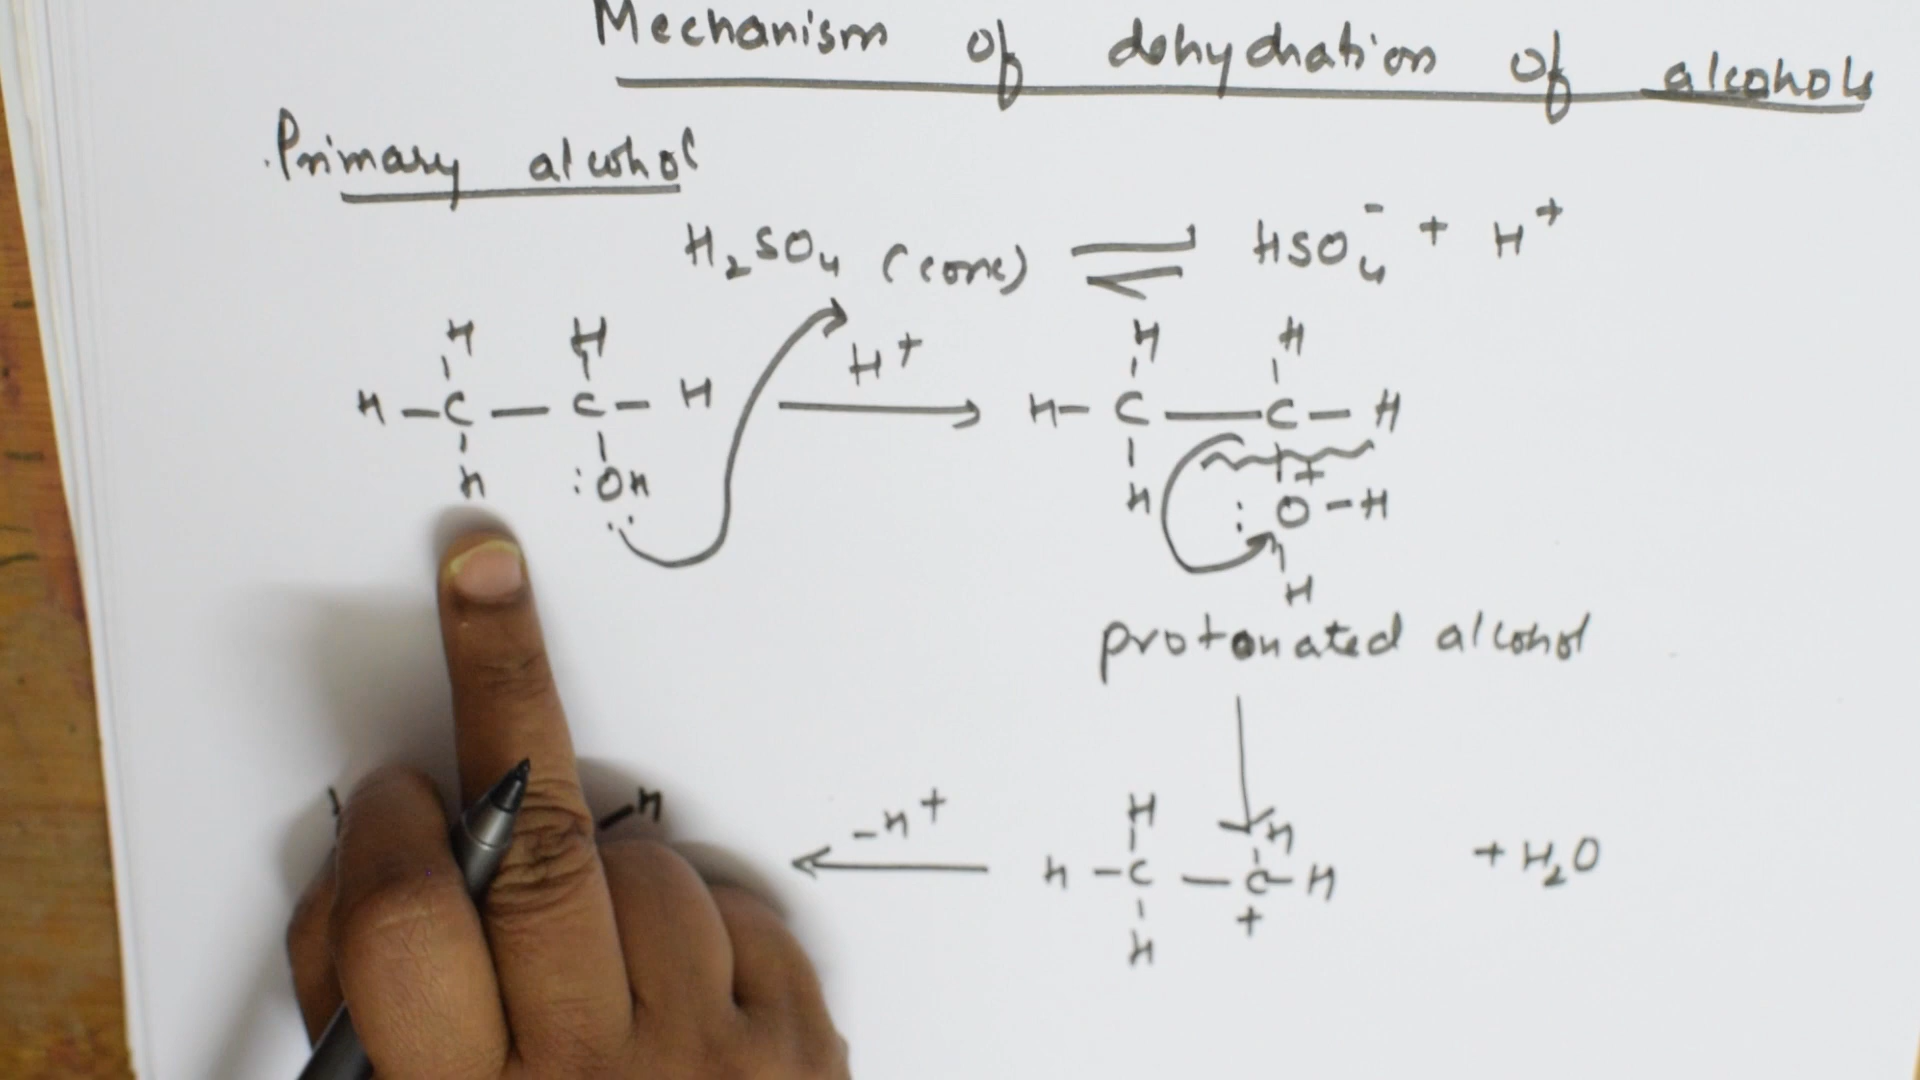 Mechanism of dehydration of alcohols
Primary alcohol
H₂SO₄ (conc) ⇌ HSO₄⁻ + H⁺
H H H⁺ H H
H – C — C – H ⟶ H – C — C – H
H :OH H : O⁺ – H
H
protonated alcohol
H H
– H – H⁺ H – C — C – H + H₂O
+
H